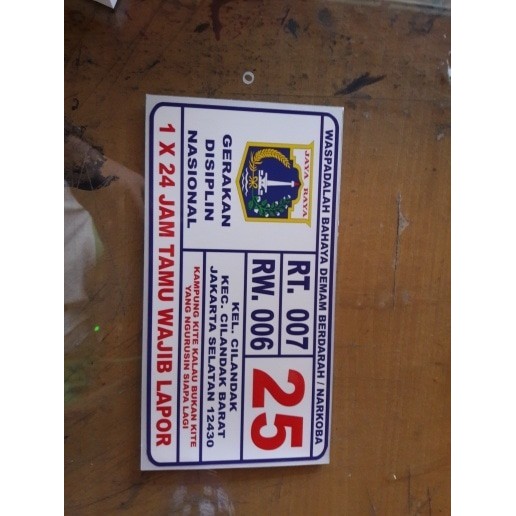 WASPADALAH BAHAYA DEMAM BERDARAH / NARKOBA
JAYA RAYA
GERAKAN
DISIPLIN
NASIONAL
RT. 007
RW. 006
25
KEL. CILANDAK
KEC. CILANDAK BARAT
JAKARTA SELATAN 12430
KAMPUNG KITE KALAU BUKAN KITE
YANG NGURUSIN SIAPA LAGI
1 X 24 JAM TAMU WAJIB LAPOR